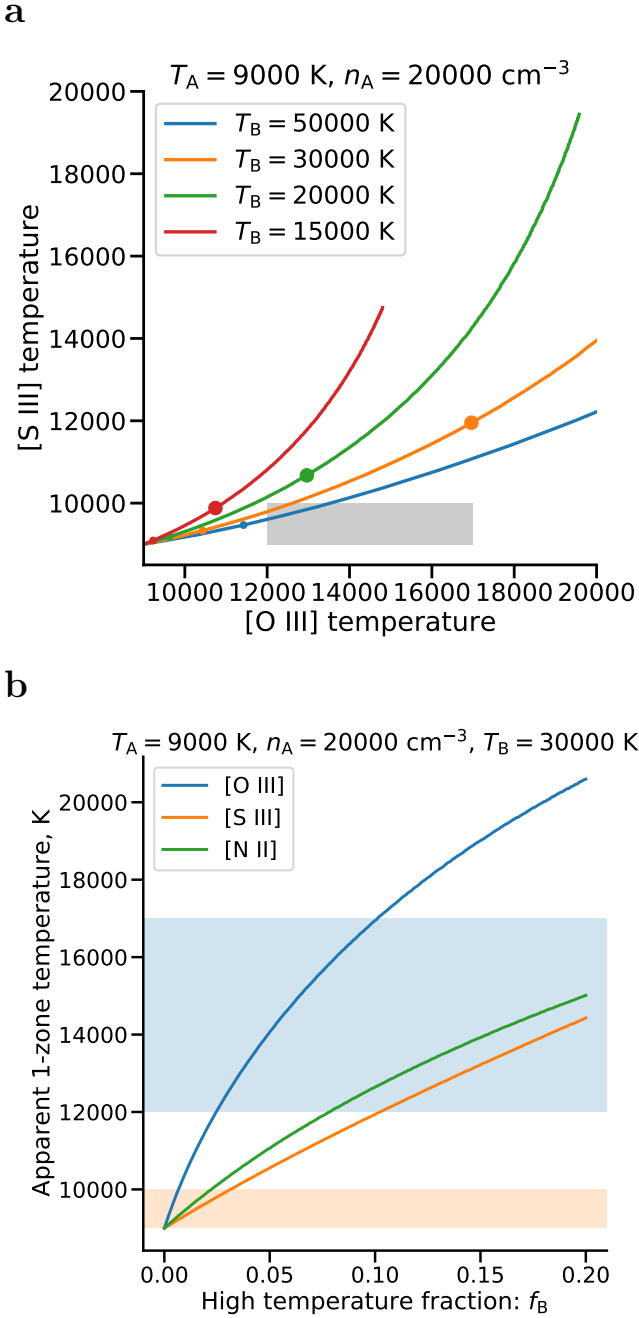 a
T_A = 9000 K, n_A = 20000 cm⁻³
T_B = 50000 K
T_B = 30000 K
T_B = 20000 K
T_B = 15000 K
20000
18000
16000
14000
12000
10000
[S III] temperature
10000 12000 14000 16000 18000 20000
[O III] temperature
b
T_A = 9000 K, n_A = 20000 cm⁻³, T_B = 30000 K
[O III]
[S III]
[N II]
20000
18000
16000
14000
12000
10000
Apparent 1-zone temperature, K
0.00 0.05 0.10 0.15 0.20
High temperature fraction: f_B